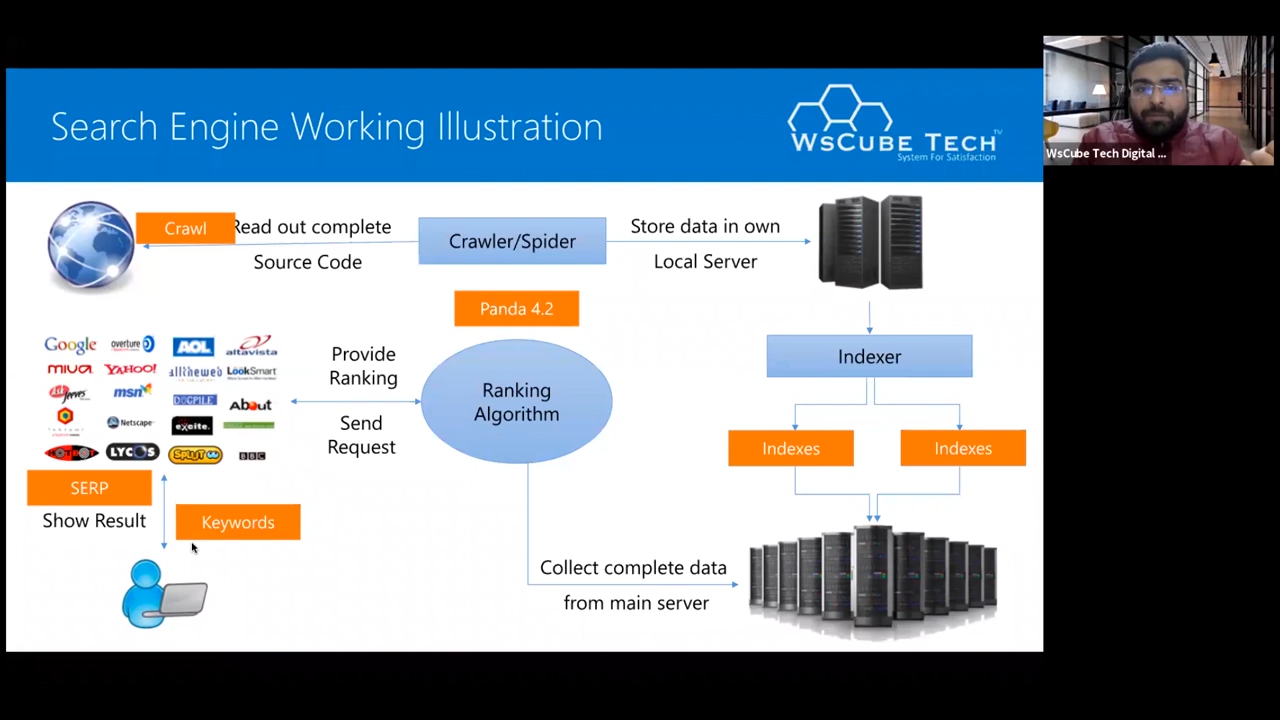 Search Engine Working Illustration
WSCUBE TECH
TM
System For Satisfaction
WsCube Tech Digital ...
Crawl
Read out complete
Source Code
Crawler/Spider
Store data in own
Local Server
Panda 4.2
Indexer
Google
overture
AOL
altavista
MIVA
YAHOO!
alltheweb
LookSmart
Jeeves
msn
DOGPILE
About
Netscape
excite.
HOTBOT
LYCOS
BBC
Provide
Ranking
Send
Request
Ranking
Algorithm
Indexes
Indexes
SERP
Show Result
Keywords
Collect complete data
from main server